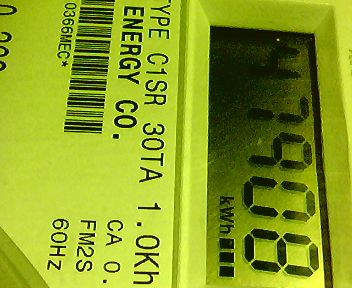 47908
kWh
TYPE C1SR 30TA 1.0Kh
ENERGY CO.
CA 0.
FM2S
60Hz
0366MEC*